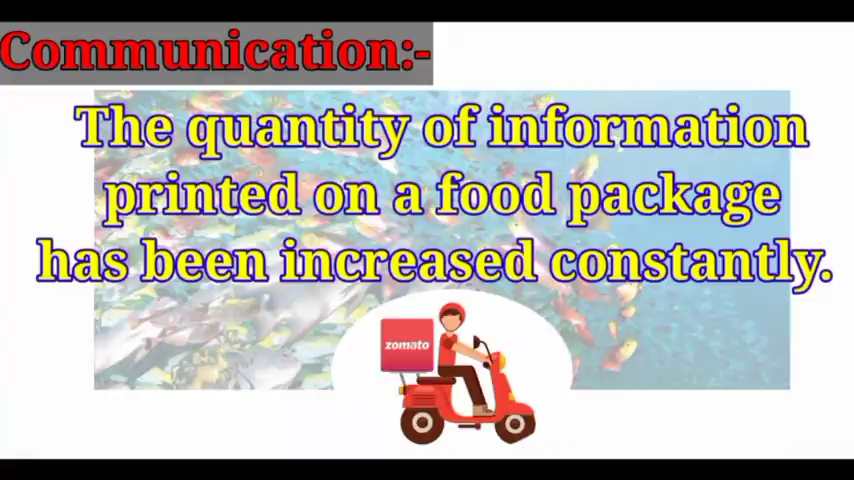 Communication:-
The quantity of information
printed on a food package
has been increased constantly.
zomato